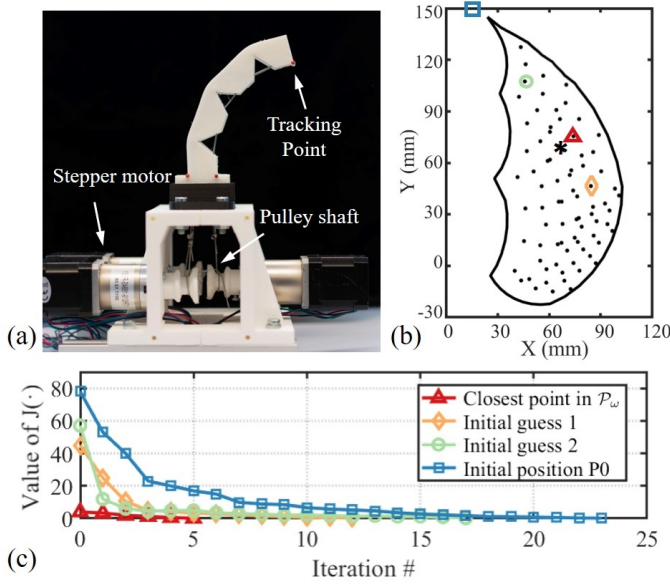 Tracking
Point
Stepper motor
Pulley shaft
(a)
(b)
150
120
90
60
30
0
-30
Y (mm)
0 30 60 90 120
X (mm)
80
60
40
20
0
Value of J(·)
Closest point in 𝒫ω
Initial guess 1
Initial guess 2
Initial position P0
0 5 10 15 20 25
Iteration #
(c)